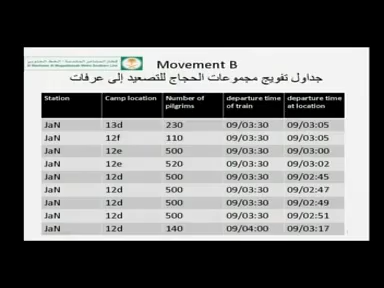 Movement B
جداول تفويج مجموعات الحجاج للتصعيد إلى عرفات
Station Camp location Number of pilgrims departure time of train departure time at location
JaN 13d 230 09/03:30 09/03:05
JaN 12f 110 09/03:30 09/03:05
JaN 12e 500 09/03:30 09/03:00
JaN 12e 520 09/03:30 09/03:02
JaN 12d 500 09/03:30 09/02:45
JaN 12d 500 09/03:30 09/02:47
JaN 12d 500 09/03:30 09/02:49
JaN 12d 500 09/03:30 09/02:51
JaN 12d 140 09/04:00 09/03:17